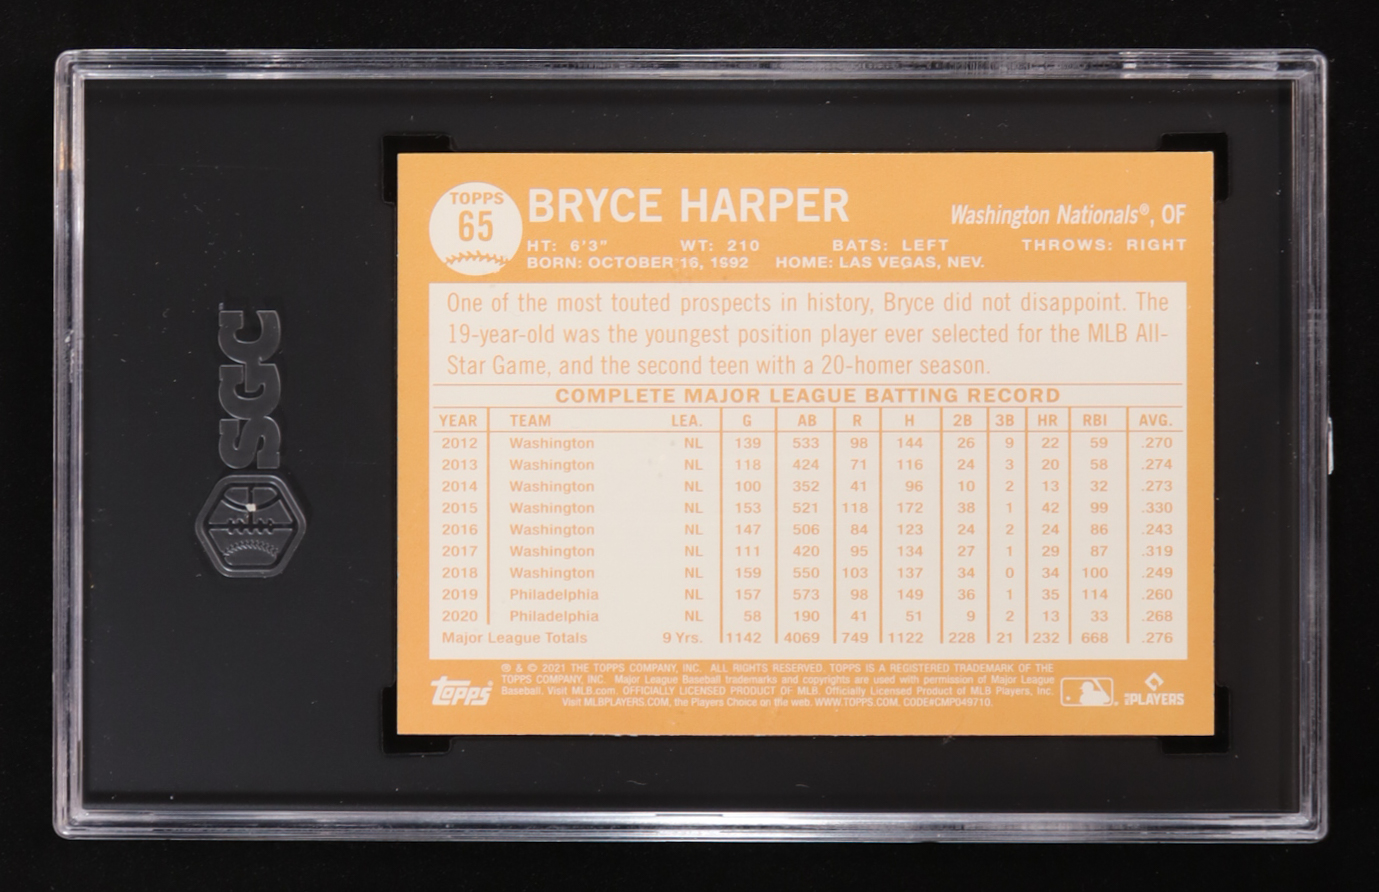 SGC
TOPPS
65
BRYCE HARPER
Washington Nationals®, OF
HT: 6'3" WT: 210 BATS: LEFT THROWS: RIGHT
BORN: OCTOBER 16, 1992 HOME: LAS VEGAS, NEV.
One of the most touted prospects in history, Bryce did not disappoint. The
19-year-old was the youngest position player ever selected for the MLB All-
Star Game, and the second teen with a 20-homer season.
COMPLETE MAJOR LEAGUE BATTING RECORD
YEAR TEAM LEA. G AB R H 2B 3B HR RBI AVG.
2012 Washington NL 139 533 98 144 26 9 22 59 .270
2013 Washington NL 118 424 71 116 24 3 20 58 .274
2014 Washington NL 100 352 41 96 10 2 13 32 .273
2015 Washington NL 153 521 118 172 38 1 42 99 .330
2016 Washington NL 147 506 84 123 24 2 24 86 .243
2017 Washington NL 111 420 95 134 27 1 29 87 .319
2018 Washington NL 159 550 103 137 34 0 34 100 .249
2019 Philadelphia NL 157 573 98 149 36 1 35 114 .260
2020 Philadelphia NL 58 190 41 51 9 2 13 33 .268
Major League Totals 9 Yrs. 1142 4069 749 1122 228 21 232 668 .276
® & © 2021 THE TOPPS COMPANY, INC. ALL RIGHTS RESERVED. TOPPS IS A REGISTERED TRADEMARK OF THE
TOPPS COMPANY, INC. Major League Baseball trademarks and copyrights are used with permission of Major League
Baseball. Visit MLB.com. OFFICIALLY LICENSED PRODUCT OF MLB. Officially Licensed Product of MLB Players, Inc.
Visit MLBPLAYERS.COM, the Players Choice on the web. WWW.TOPPS.COM. CODE#CMP049710.
Topps
MLB PLAYERS